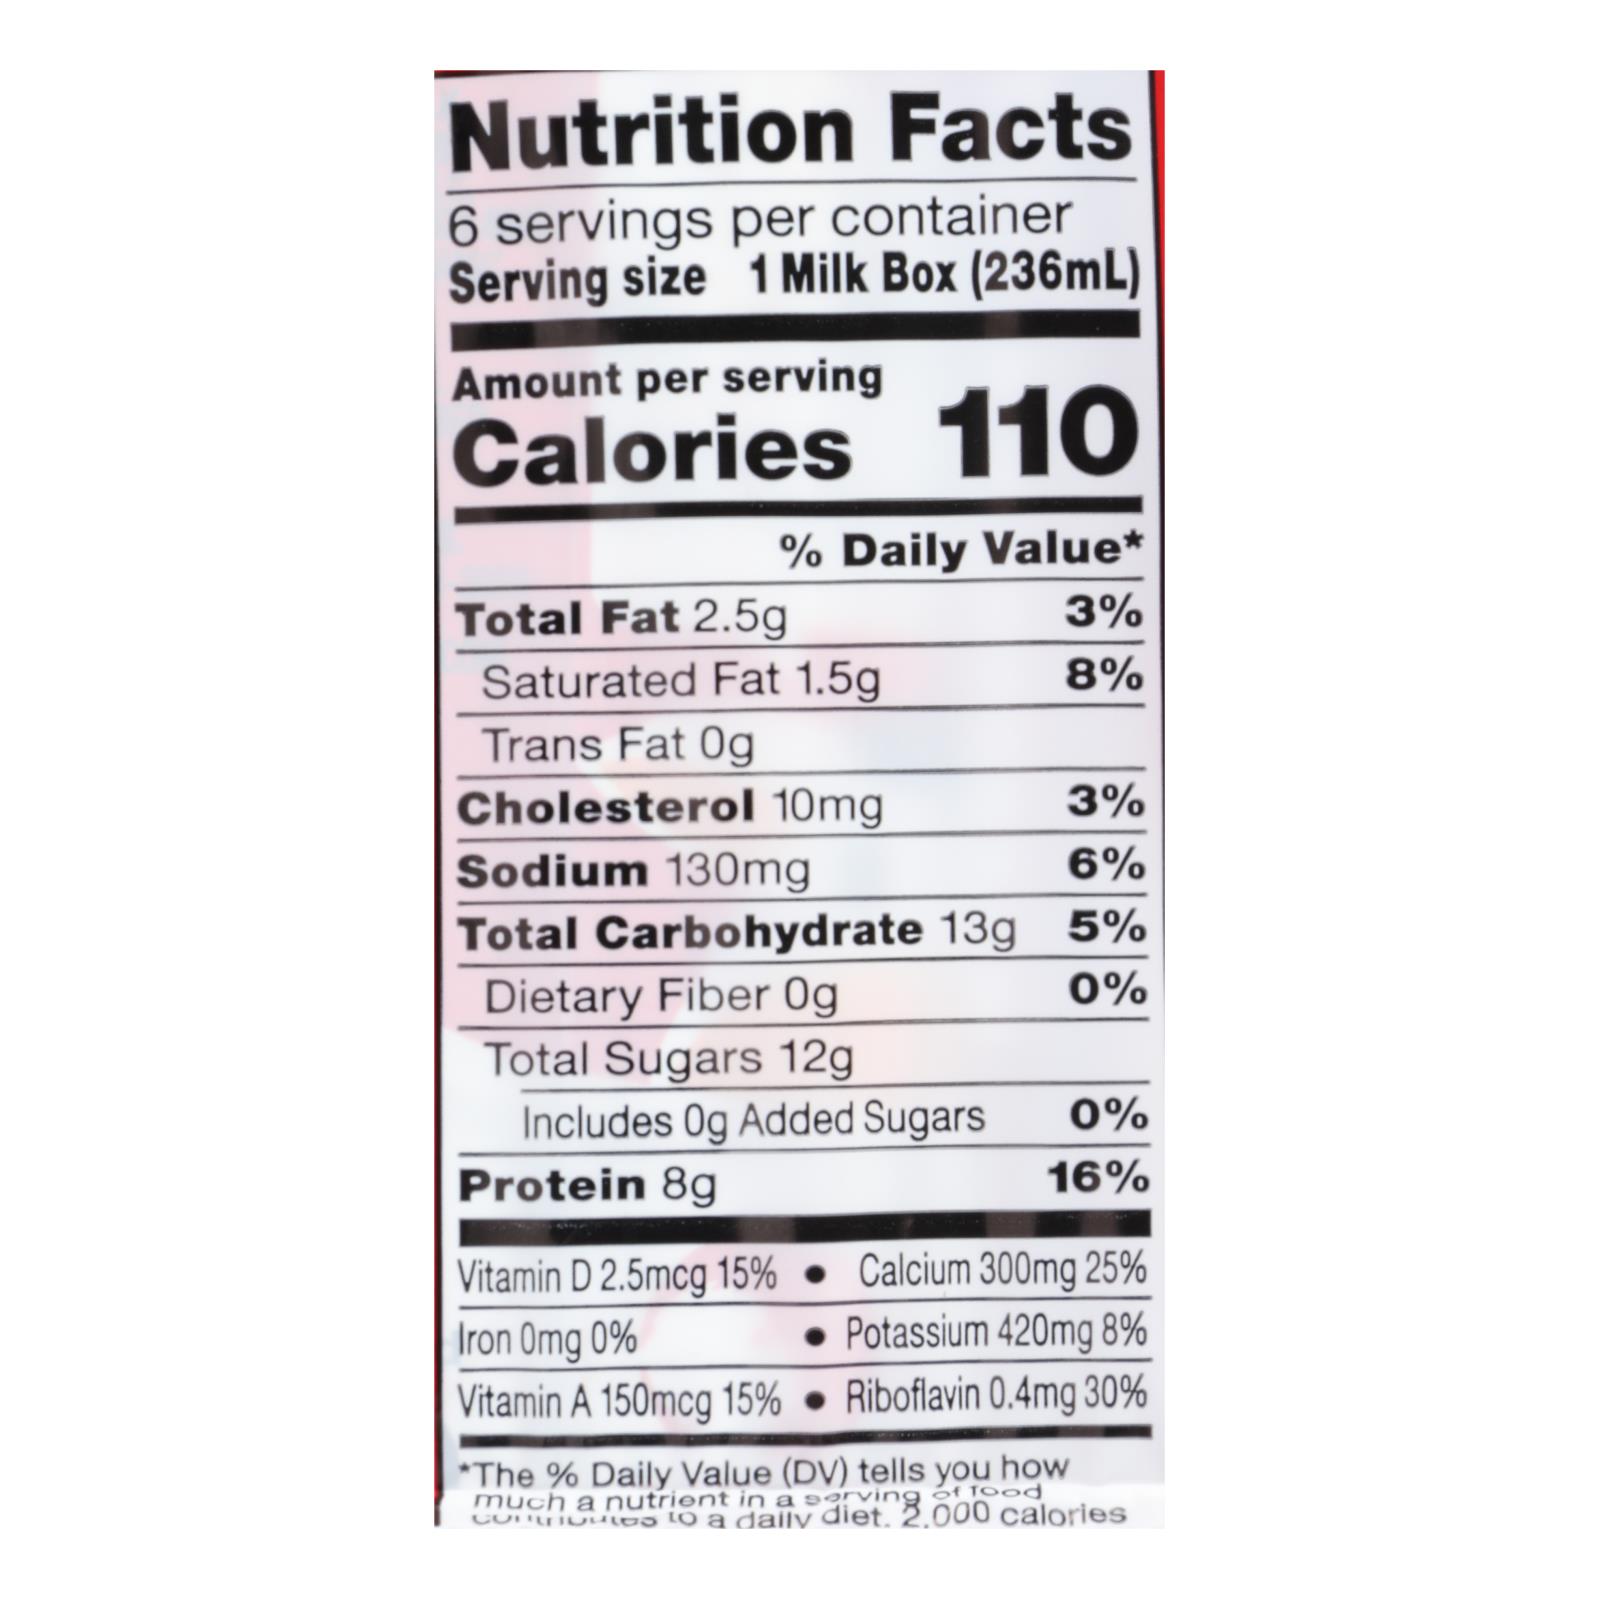 Nutrition Facts
6 servings per container
Serving size 1 Milk Box (236mL)
Amount per serving
Calories 110
% Daily Value*
Total Fat 2.5g 3%
Saturated Fat 1.5g 8%
Trans Fat 0g
Cholesterol 10mg 3%
Sodium 130mg 6%
Total Carbohydrate 13g 5%
Dietary Fiber 0g 0%
Total Sugars 12g
Includes 0g Added Sugars 0%
Protein 8g 16%
Vitamin D 2.5mcg 15% • Calcium 300mg 25%
Iron 0mg 0% • Potassium 420mg 8%
Vitamin A 150mcg 15% • Riboflavin 0.4mg 30%
*The % Daily Value (DV) tells you how
much a nutrient in a serving of food
contributes to a daily diet. 2,000 calories